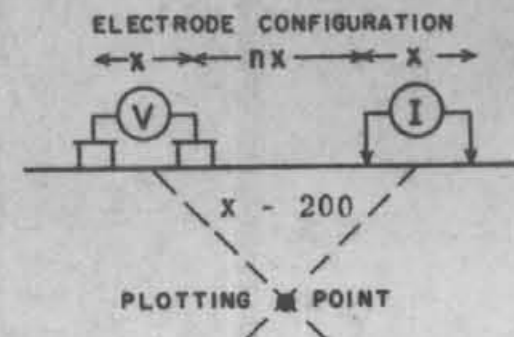 ELECTRODE CONFIGURATION
x nx x
V I
x - 200
PLOTTING POINT